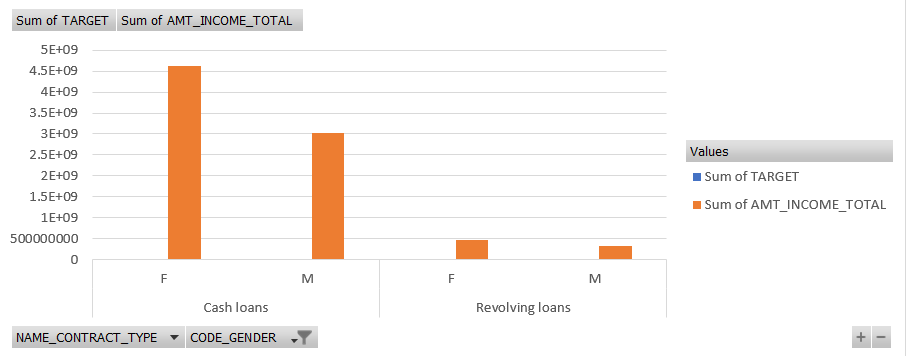 Sum of TARGET Sum of AMT_INCOME_TOTAL
5E+09
4.5E+09
4E+09
3.5E+09
3E+09
2.5E+09
2E+09
1.5E+09
1E+09
500000000
0
F M F M
Cash loans Revolving loans
Values
Sum of TARGET
Sum of AMT_INCOME_TOTAL
NAME_CONTRACT_TYPE CODE_GENDER
+ −